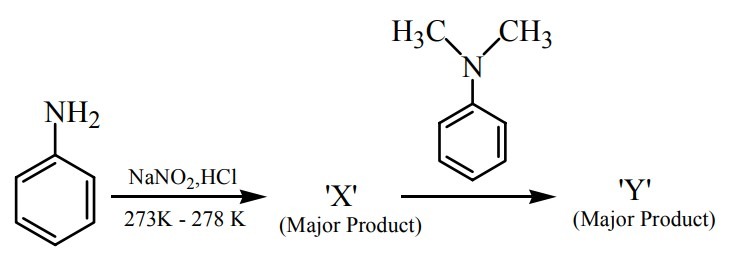 H3C CH3
N
NH2
NaNO2,HCl
273K - 278 K
'X'
(Major Product)
'Y'
(Major Product)